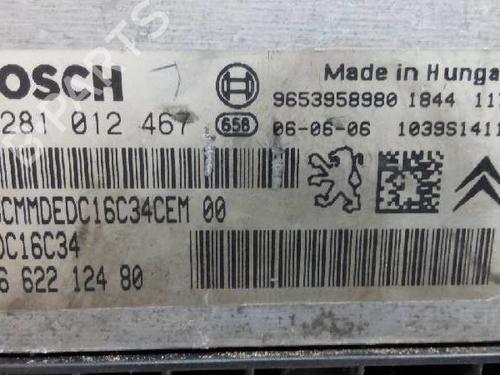 BOSCH
281 012 467
658
Made in Hunga
9653958980 1844 11
06-06-06 1039S1411
CMMDEDC16C34CEM 00
DC16C34
6 622 124 80